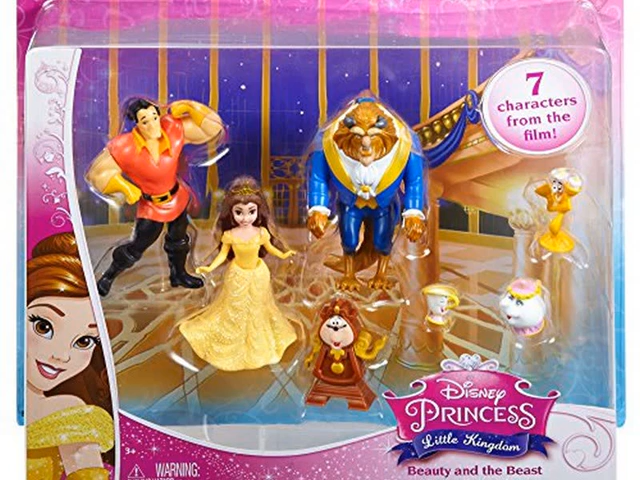 7
characters
from the
film!
Disney
PRINCESS
Little Kingdom
Beauty and the Beast
3+
WARNING: